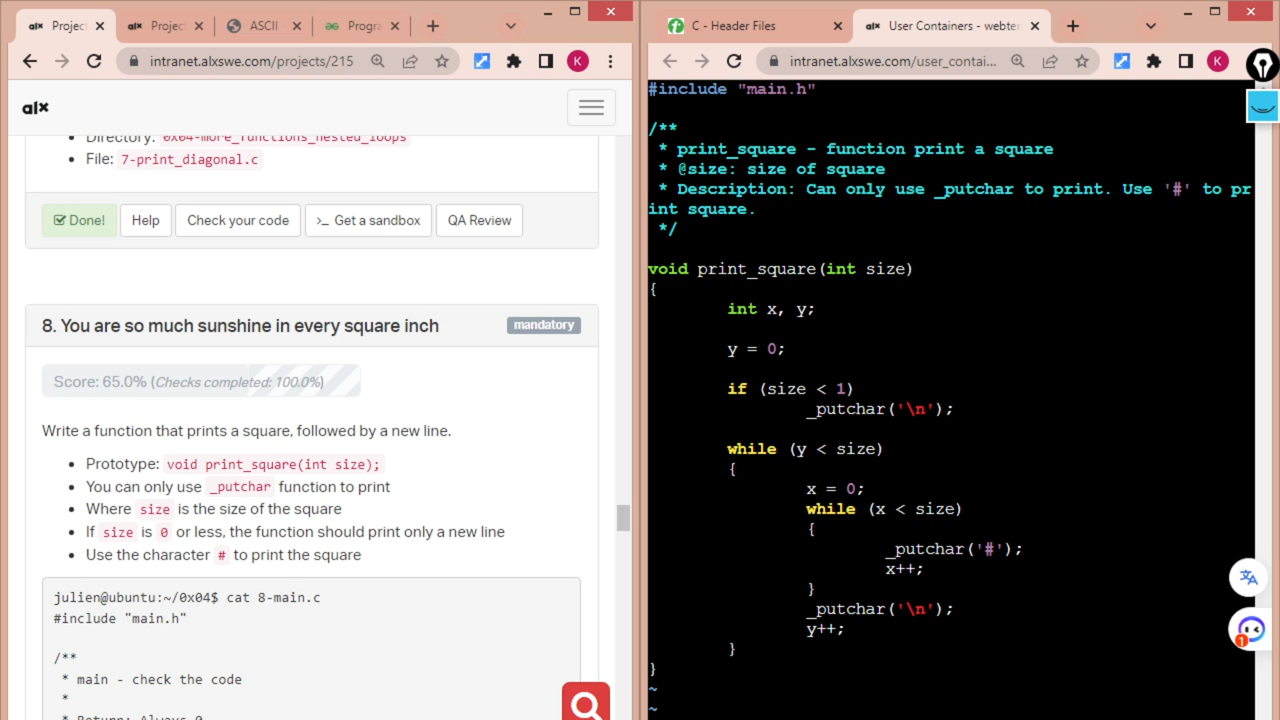 Projec
Projec
ASCII
Progra
intranet.alxswe.com/projects/215
K
alx
Directory: 0x04-more_functions_nested_loops
File: 7-print_diagonal.c
Done!
Help
Check your code
>_ Get a sandbox
QA Review
8. You are so much sunshine in every square inch
mandatory
Score: 65.0% (Checks completed: 100.0%)
Write a function that prints a square, followed by a new line.
Prototype: void print_square(int size);
You can only use _putchar function to print
Where size is the size of the square
If size is 0 or less, the function should print only a new line
Use the character # to print the square
julien@ubuntu:~/0x04$ cat 8-main.c
#include "main.h"
/**
* main - check the code
*
* Return: Always 0
C - Header Files
User Containers - webter
intranet.alxswe.com/user_contai...
K
#include "main.h"
/**
* print_square - function print a square
* @size: size of square
* Description: Can only use _putchar to print. Use '#' to pr
int square.
*/
void print_square(int size)
{
int x, y;
y = 0;
if (size < 1)
_putchar('\n');
while (y < size)
{
x = 0;
while (x < size)
{
_putchar('#');
x++;
}
_putchar('\n');
y++;
}
}
~
~
1